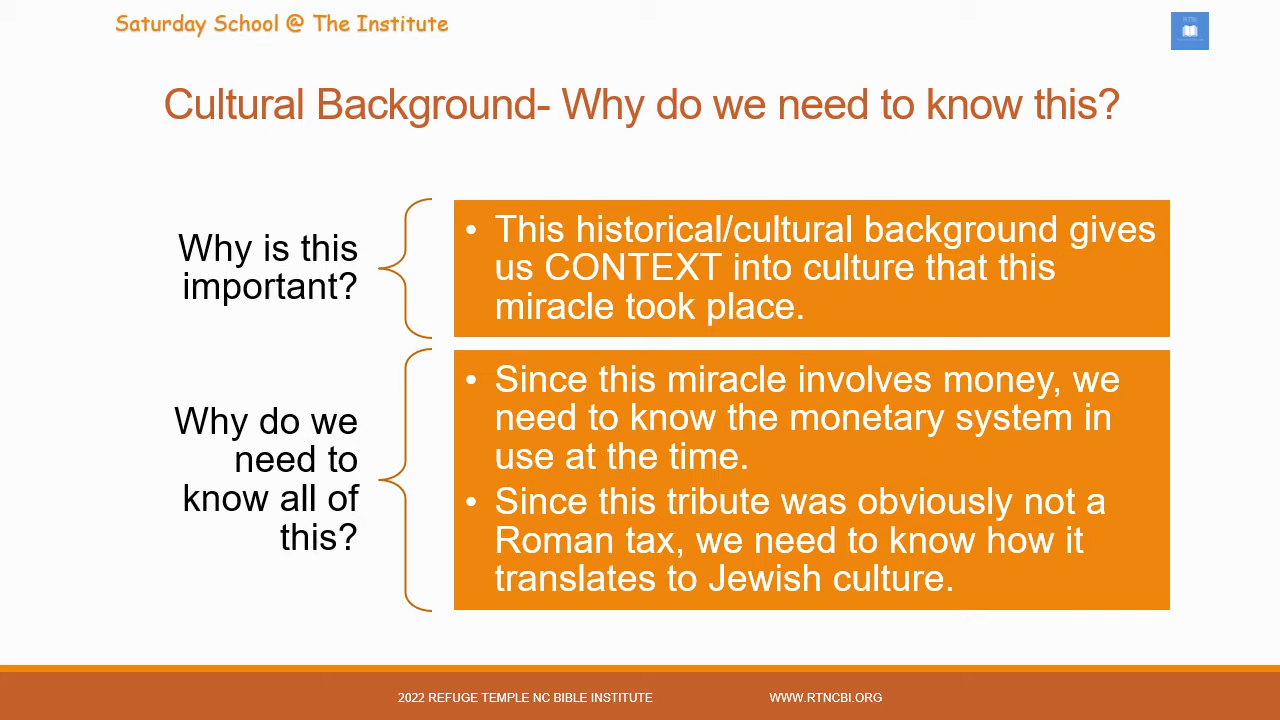 Saturday School @ The Institute
Cultural Background- Why do we need to know this?
Why is this
important?
• This historical/cultural background gives
us CONTEXT into culture that this
miracle took place.
Why do we
need to
know all of
this?
• Since this miracle involves money, we
need to know the monetary system in
use at the time.
• Since this tribute was obviously not a
Roman tax, we need to know how it
translates to Jewish culture.
2022 REFUGE TEMPLE NC BIBLE INSTITUTE
WWW.RTNCBI.ORG